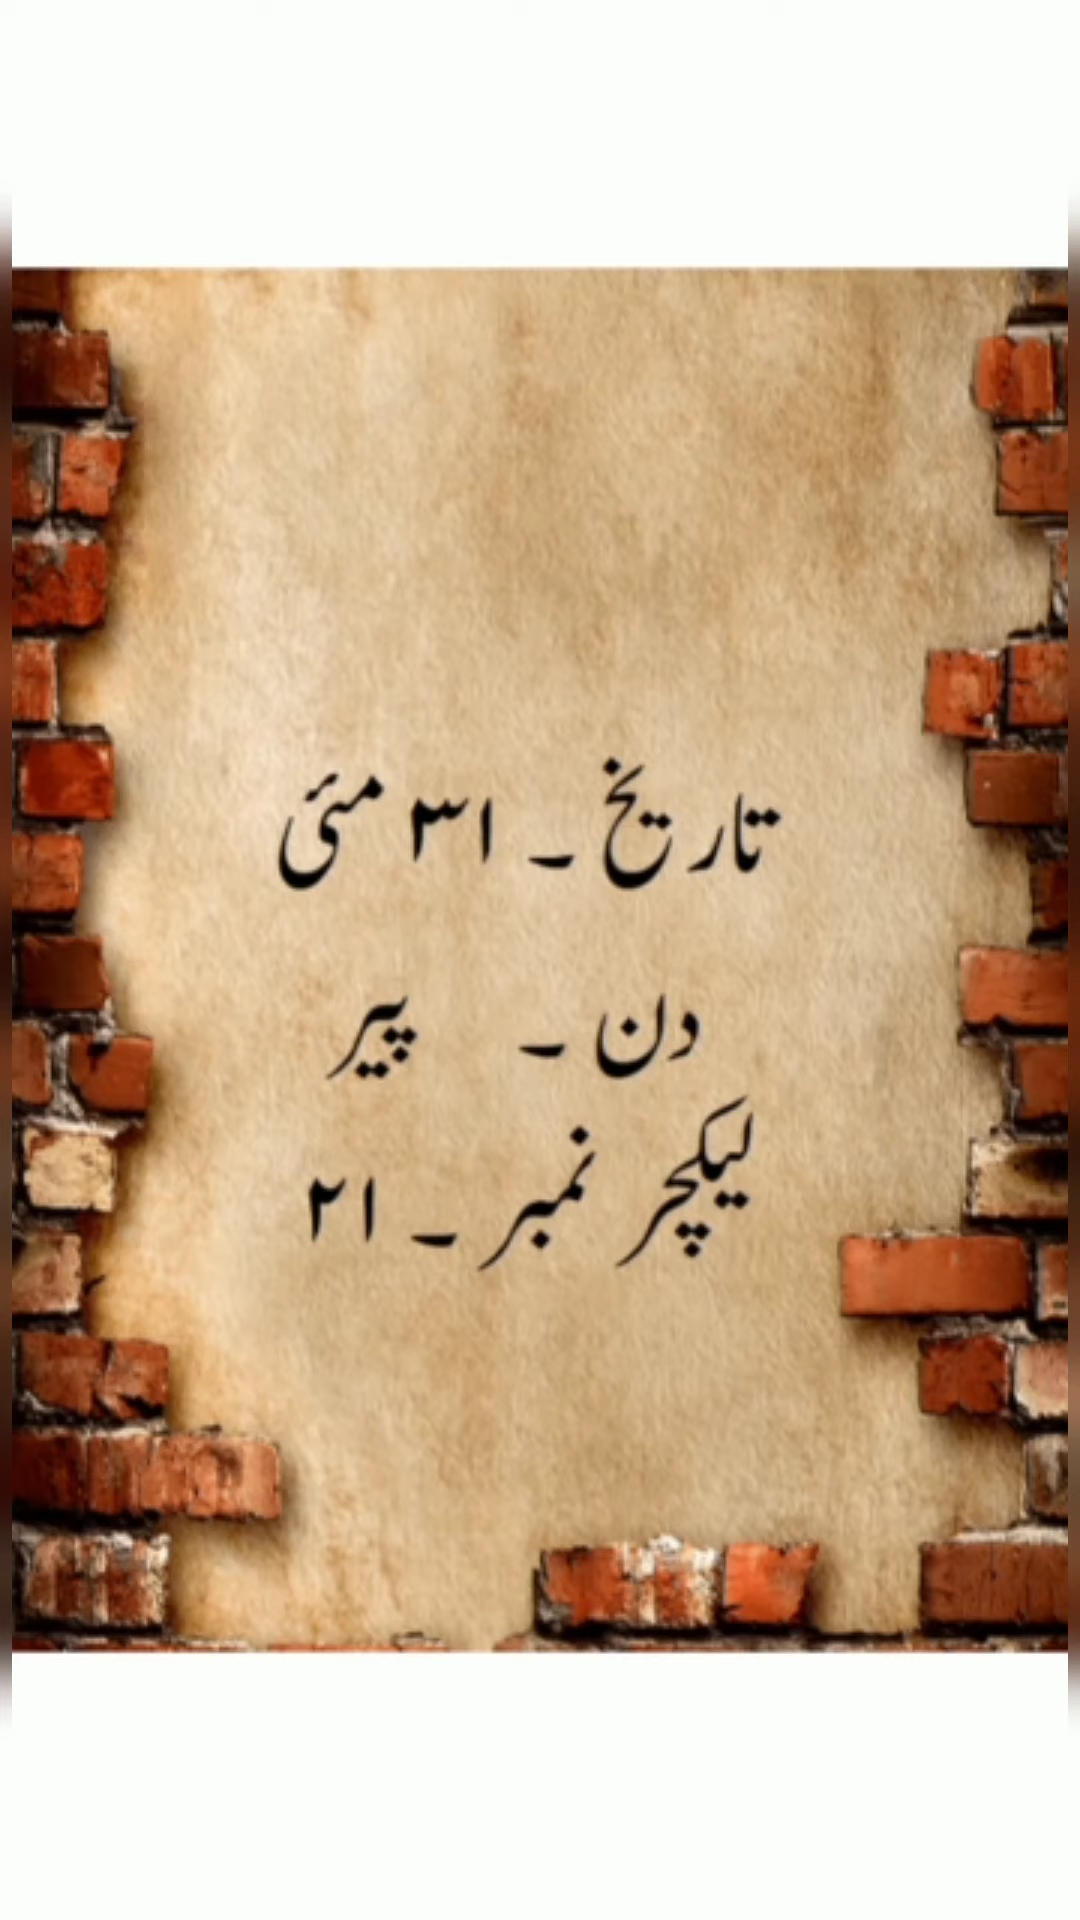 تاریخ ۔ ۳۱ مئی
دن ۔ پیر
لیکچر نمبر ۔ ۲۱